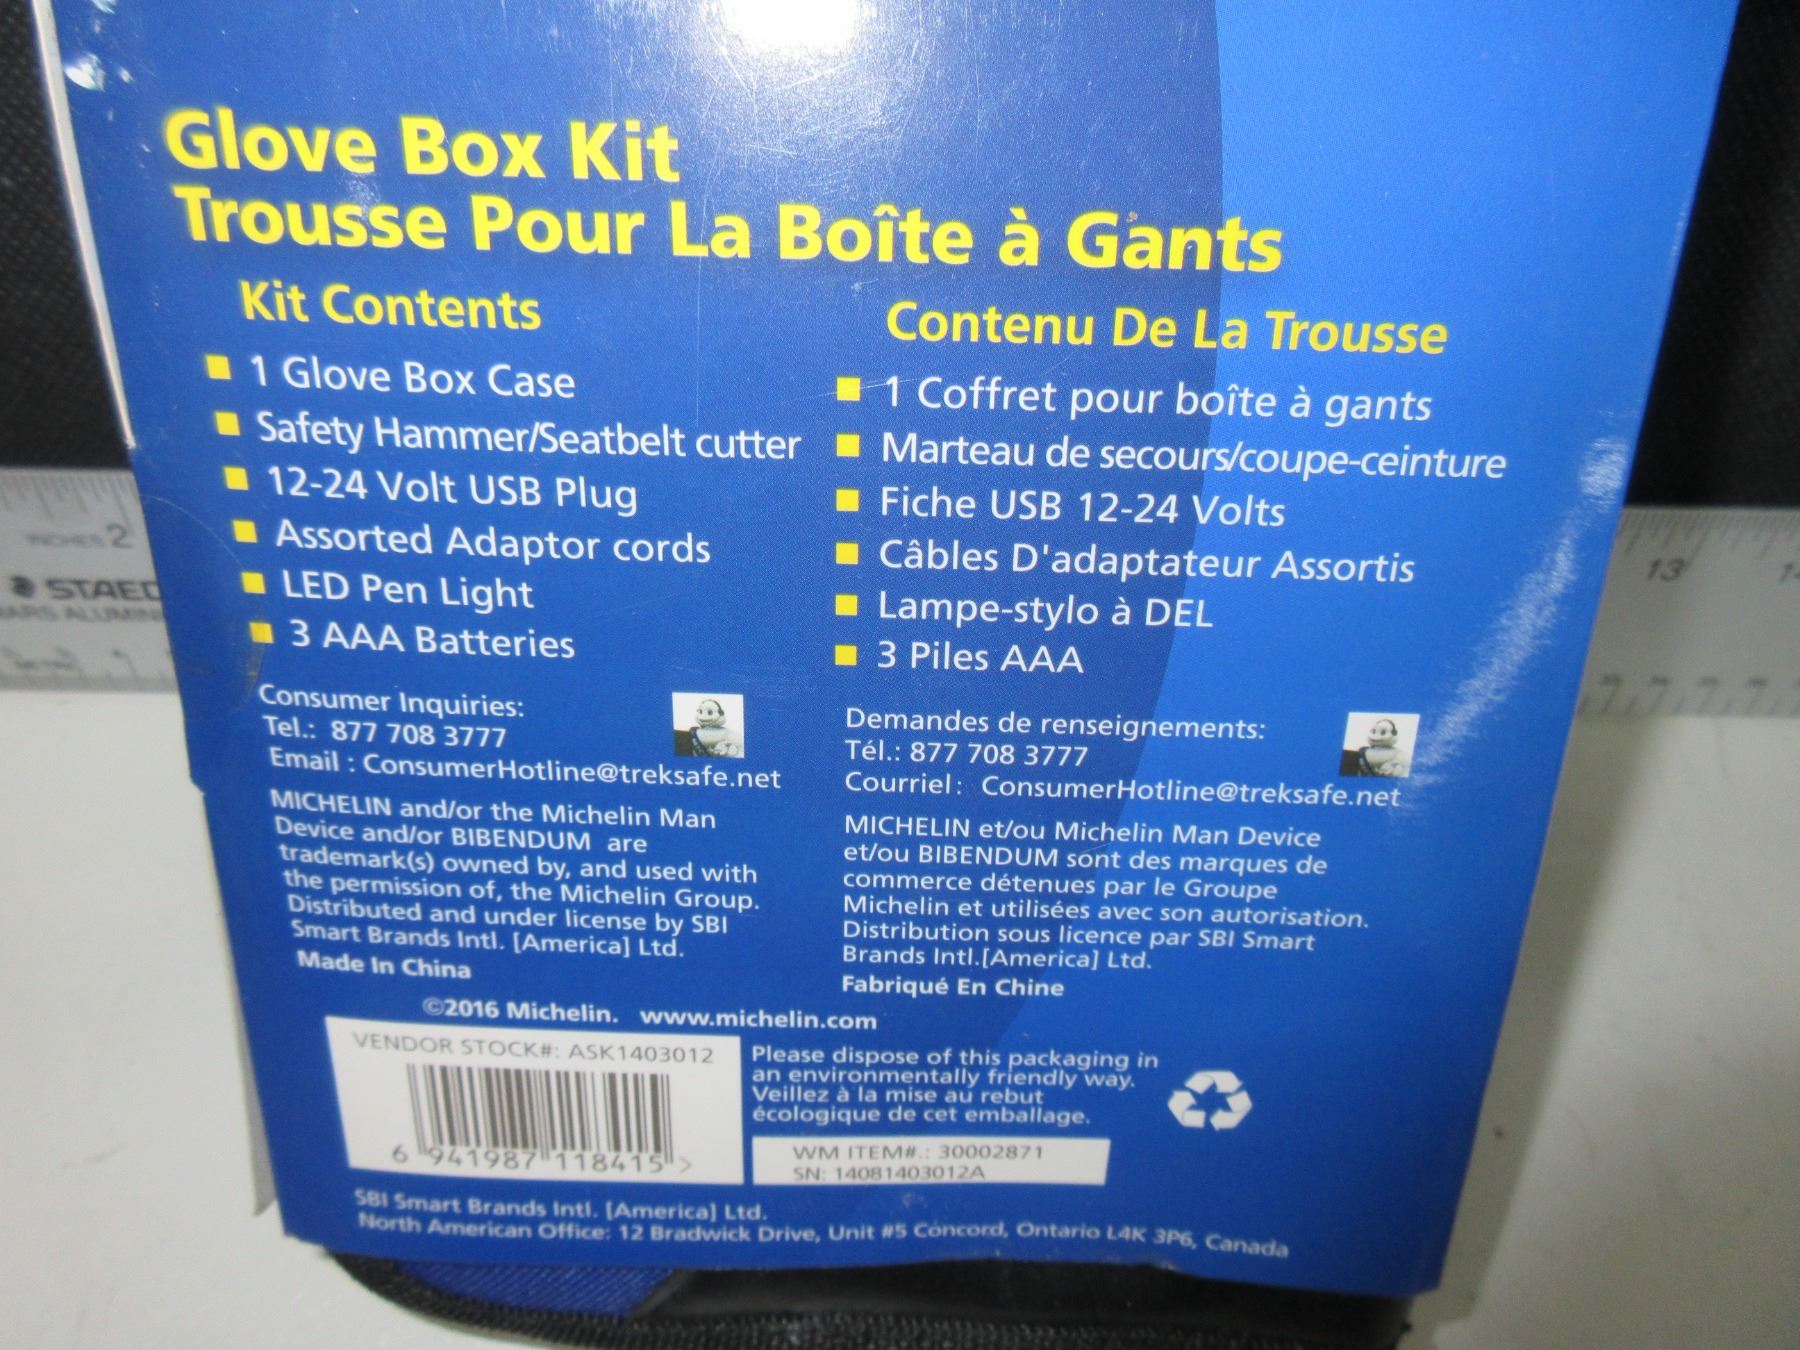 Glove Box Kit
Trousse Pour La Boîte à Gants
Kit Contents
1 Glove Box Case
Safety Hammer/Seatbelt cutter
12-24 Volt USB Plug
Assorted Adaptor cords
LED Pen Light
3 AAA Batteries
Consumer Inquiries:
Tel.: 877 708 3777
Email : ConsumerHotline@treksafe.net
MICHELIN and/or the Michelin Man
Device and/or BIBENDUM are
trademark(s) owned by, and used with
the permission of, the Michelin Group.
Distributed and under license by SBI
Smart Brands Intl. [America] Ltd.
Made In China
Contenu De La Trousse
1 Coffret pour boîte à gants
Marteau de secours/coupe-ceinture
Fiche USB 12-24 Volts
Câbles D'adaptateur Assortis
Lampe-stylo à DEL
3 Piles AAA
Demandes de renseignements:
Tél.: 877 708 3777
Courriel: ConsumerHotline@treksafe.net
MICHELIN et/ou Michelin Man Device
et/ou BIBENDUM sont des marques de
commerce détenues par le Groupe
Michelin et utilisées avec son autorisation.
Distribution sous licence par SBI Smart
Brands Intl.[America] Ltd.
Fabriqué En Chine
©2016 Michelin. www.michelin.com
VENDOR STOCK#: ASK1403012
6 941987 118415 >
Please dispose of this packaging in
an environmentally friendly way.
Veillez à la mise au rebut
écologique de cet emballage.
WM ITEM#.: 30002871
SN: 14081403012A
SBI Smart Brands Intl. [America] Ltd.
North American Office: 12 Bradwick Drive, Unit #5 Concord, Ontario L4K 3P6, Canada
INCHES 2
STAED
MARS ALUMIN
13